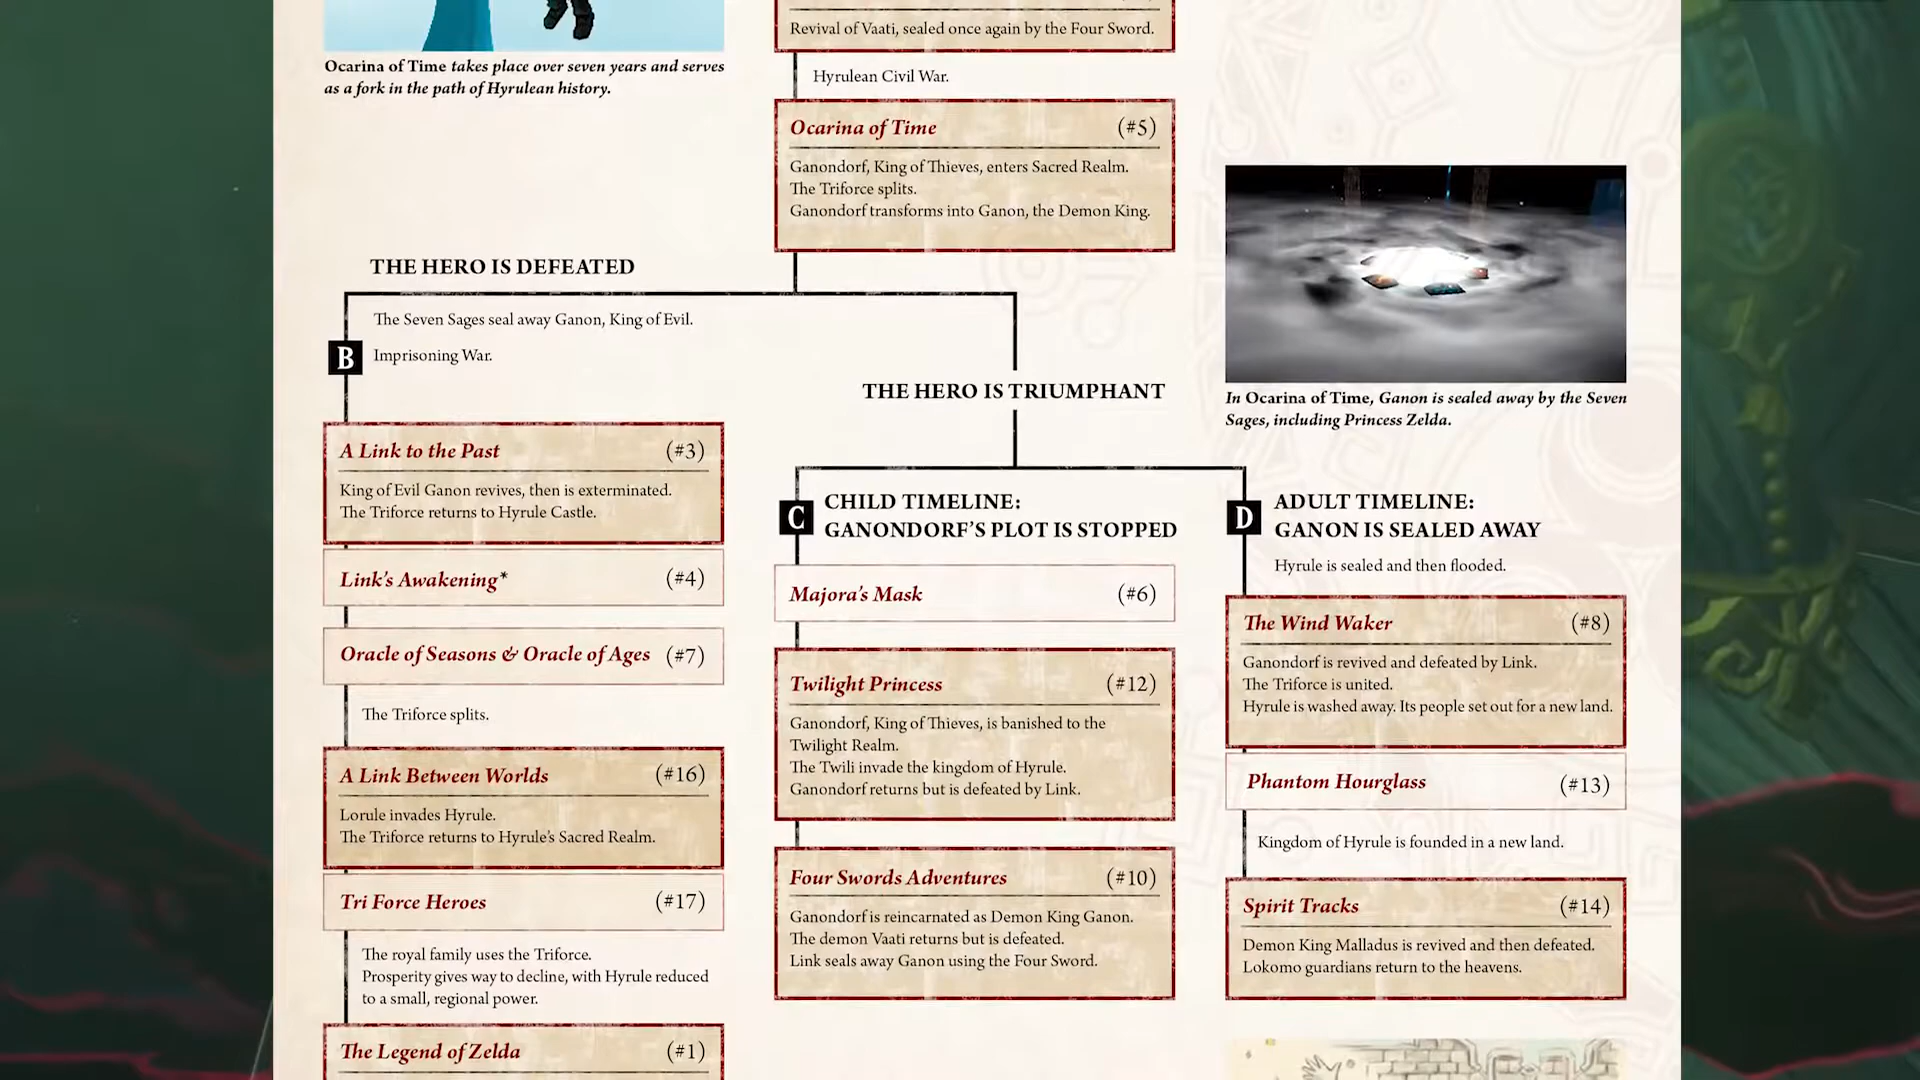 Revival of Vaati, sealed once again by the Four Sword.
Ocarina of Time takes place over seven years and serves
as a fork in the path of Hyrulean history.
Hyrulean Civil War.
Ocarina of Time (#5)
Ganondorf, King of Thieves, enters Sacred Realm.
The Triforce splits.
Ganondorf transforms into Ganon, the Demon King.
THE HERO IS DEFEATED
The Seven Sages seal away Ganon, King of Evil.
B Imprisoning War.
THE HERO IS TRIUMPHANT
In Ocarina of Time, Ganon is sealed away by the Seven
Sages, including Princess Zelda.
A Link to the Past (#3)
King of Evil Ganon revives, then is exterminated.
The Triforce returns to Hyrule Castle.
Link's Awakening* (#4)
Oracle of Seasons & Oracle of Ages (#7)
The Triforce splits.
A Link Between Worlds (#16)
Lorule invades Hyrule.
The Triforce returns to Hyrule's Sacred Realm.
Tri Force Heroes (#17)
The royal family uses the Triforce.
Prosperity gives way to decline, with Hyrule reduced
to a small, regional power.
The Legend of Zelda (#1)
C CHILD TIMELINE:
GANONDORF'S PLOT IS STOPPED
Majora's Mask (#6)
Twilight Princess (#12)
Ganondorf, King of Thieves, is banished to the
Twilight Realm.
The Twili invade the kingdom of Hyrule.
Ganondorf returns but is defeated by Link.
Four Swords Adventures (#10)
Ganondorf is reincarnated as Demon King Ganon.
The demon Vaati returns but is defeated.
Link seals away Ganon using the Four Sword.
D ADULT TIMELINE:
GANON IS SEALED AWAY
Hyrule is sealed and then flooded.
The Wind Waker (#8)
Ganondorf is revived and defeated by Link.
The Triforce is united.
Hyrule is washed away. Its people set out for a new land.
Phantom Hourglass (#13)
Kingdom of Hyrule is founded in a new land.
Spirit Tracks (#14)
Demon King Malladus is revived and then defeated.
Lokomo guardians return to the heavens.